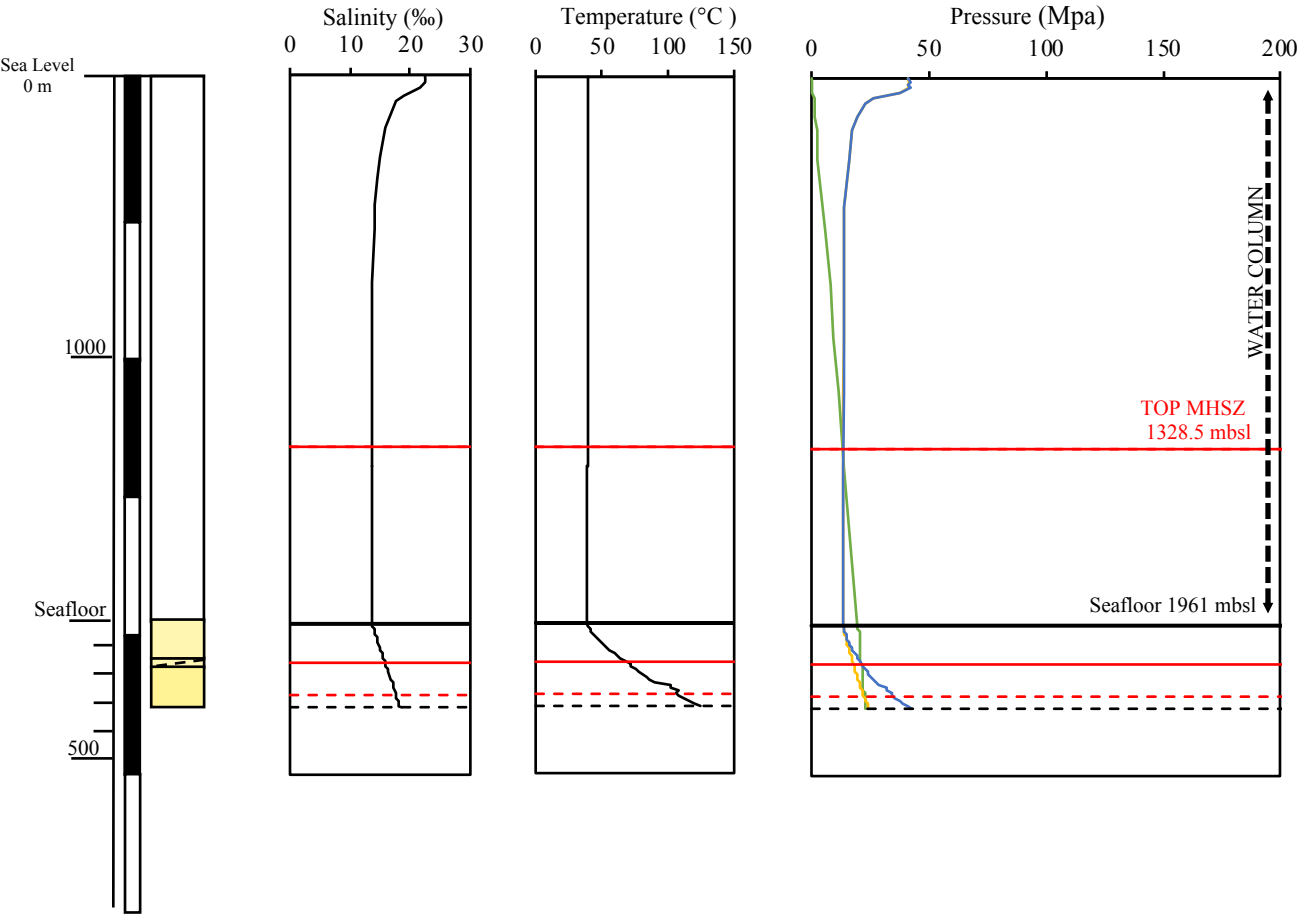 Salinity (‰)
Temperature (°C )
Pressure (Mpa)
0 10 20 30
0 50 100 150
0 50 100 150 200
Sea Level
0 m
WATER COLUMN
1000
TOP MHSZ
1328.5 mbsl
Seafloor
Seafloor 1961 mbsl
500